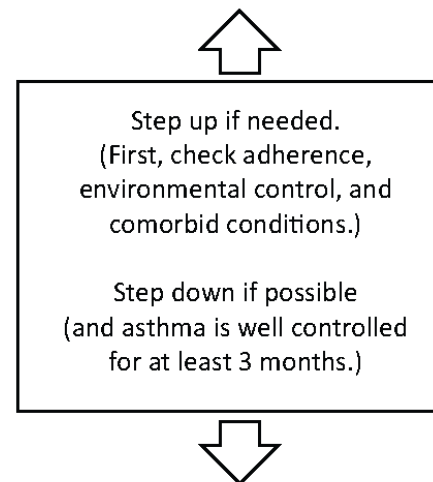 Step up if needed.
(First, check adherence,
environmental control, and
comorbid conditions.)
Step down if possible
(and asthma is well controlled
for at least 3 months.)